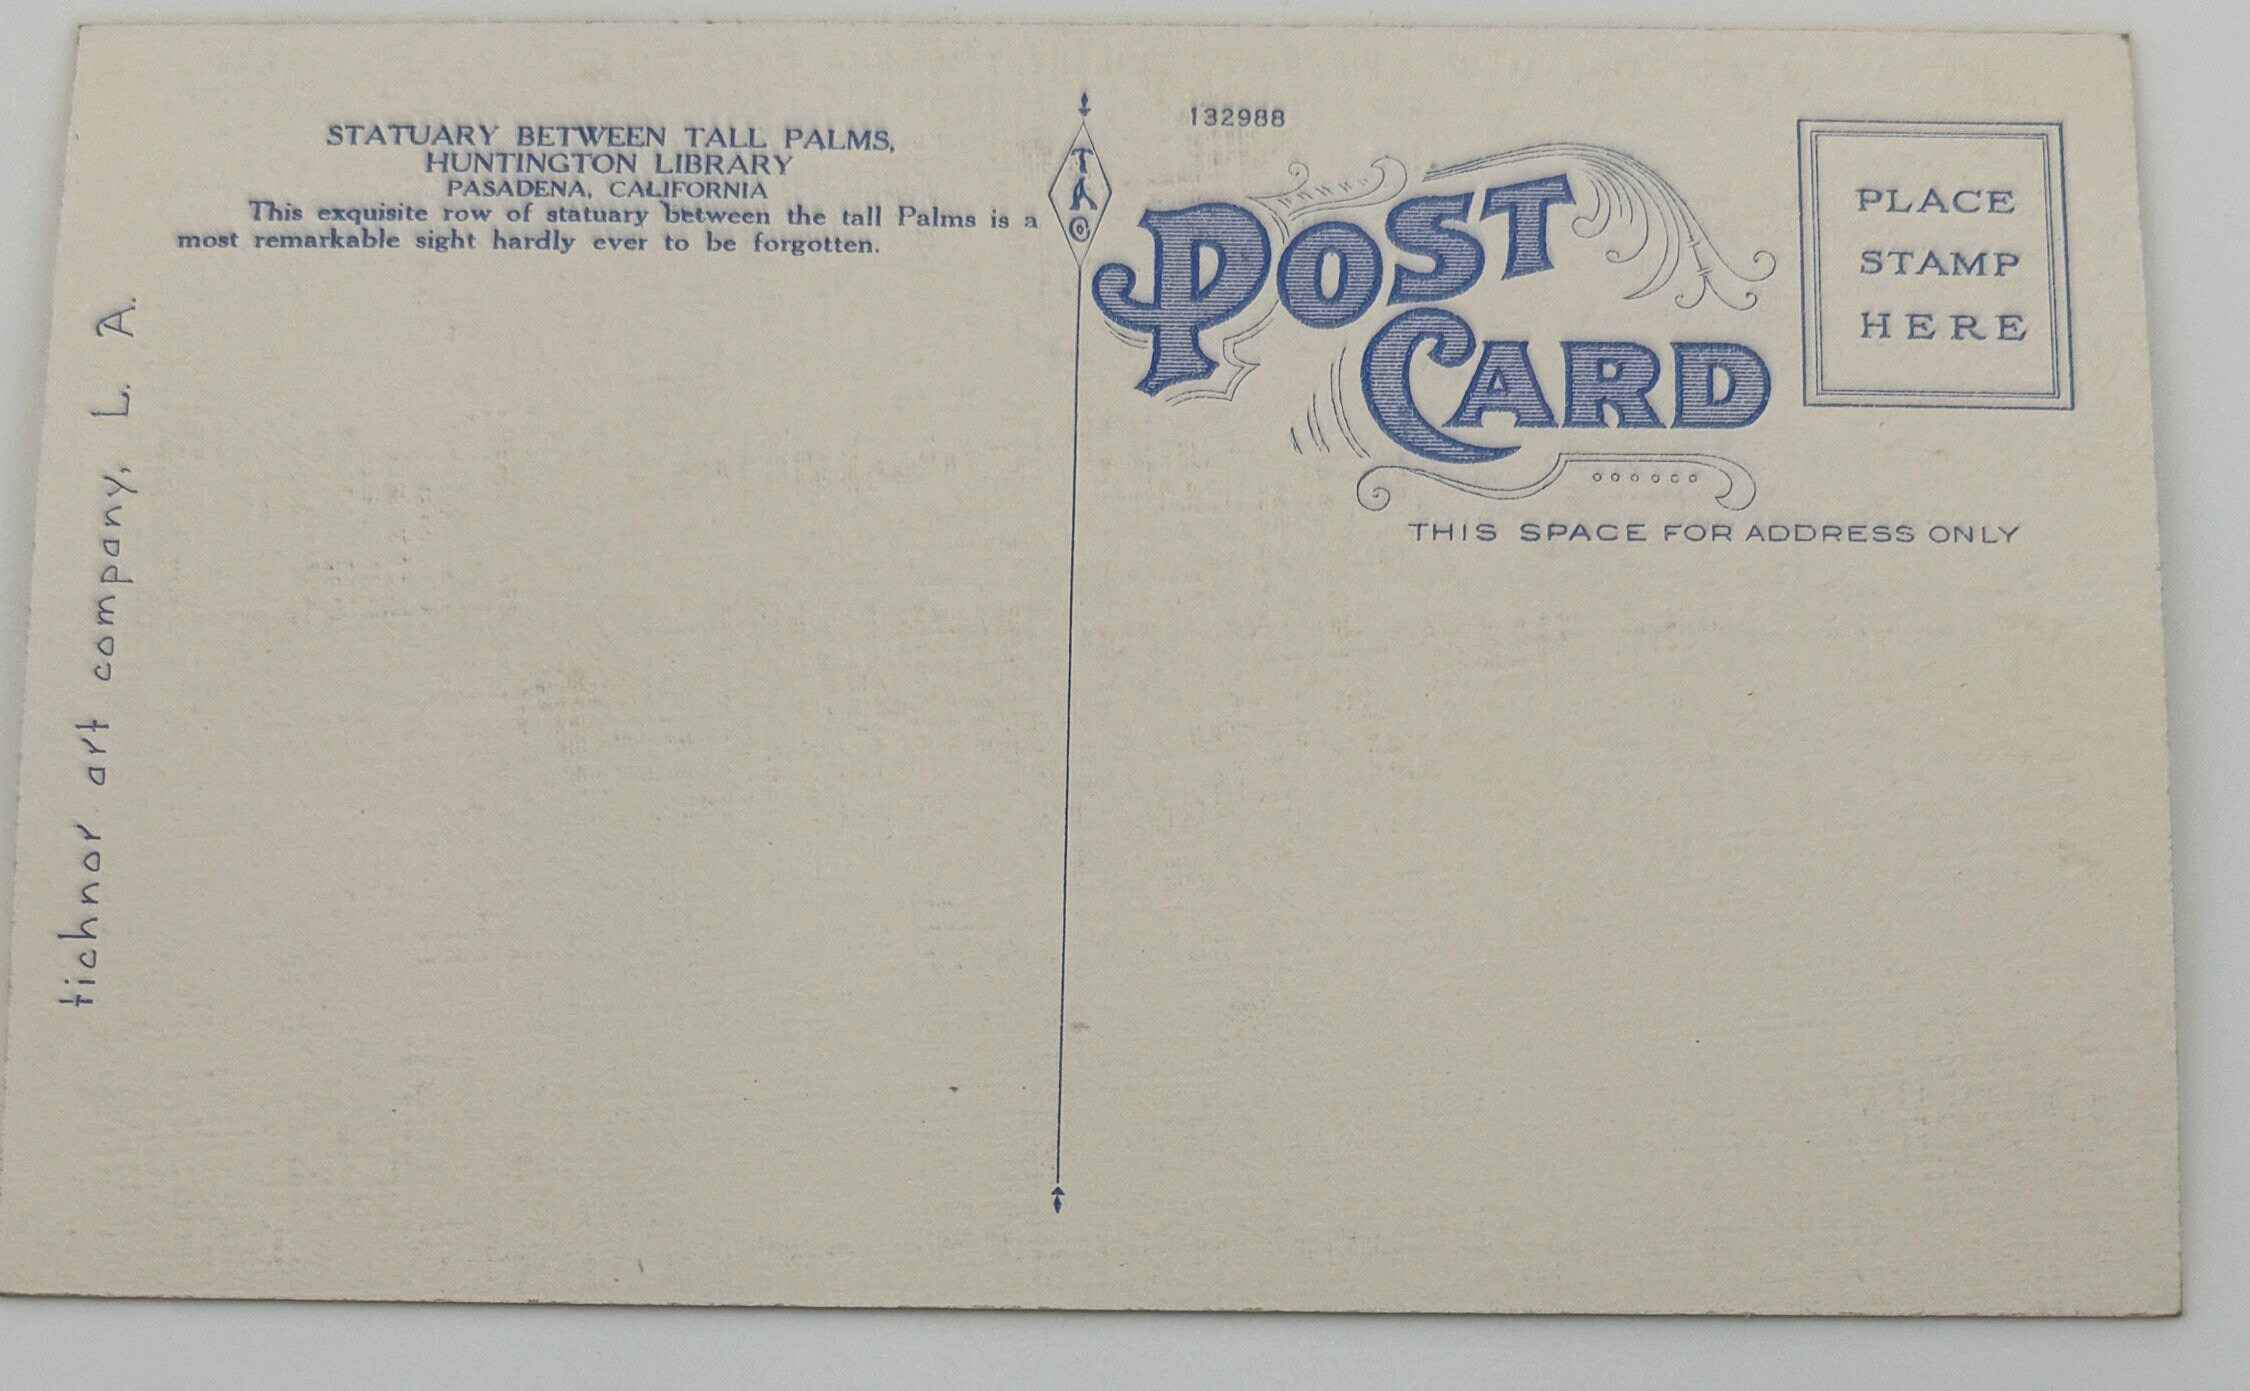 STATUARY BETWEEN TALL PALMS,
HUNTINGTON LIBRARY
PASADENA, CALIFORNIA
This exquisite row of statuary between the tall Palms is a
most remarkable sight hardly ever to be forgotten.
tichnor art company, L. A.
T
A
Co
132988
POST
CARD
PLACE
STAMP
HERE
THIS SPACE FOR ADDRESS ONLY